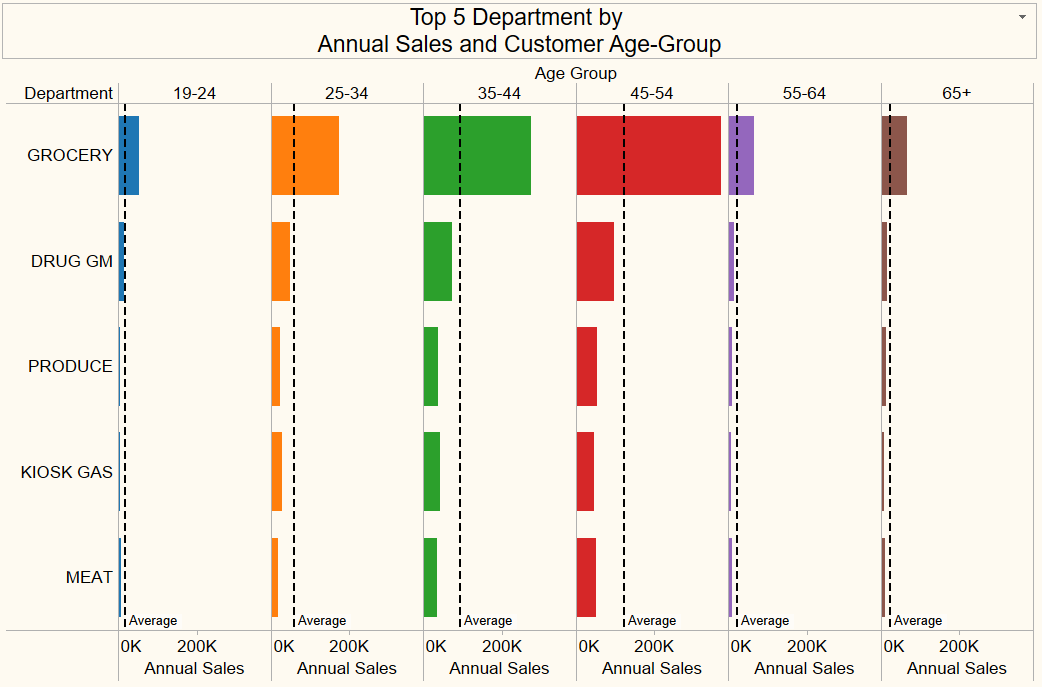 Top 5 Department by
Annual Sales and Customer Age-Group
Age Group
Department 19-24 25-34 35-44 45-54 55-64 65+
GROCERY
DRUG GM
PRODUCE
KIOSK GAS
MEAT
Average Average Average Average Average Average
0K 200K 0K 200K 0K 200K 0K 200K 0K 200K 0K 200K
Annual Sales Annual Sales Annual Sales Annual Sales Annual Sales Annual Sales